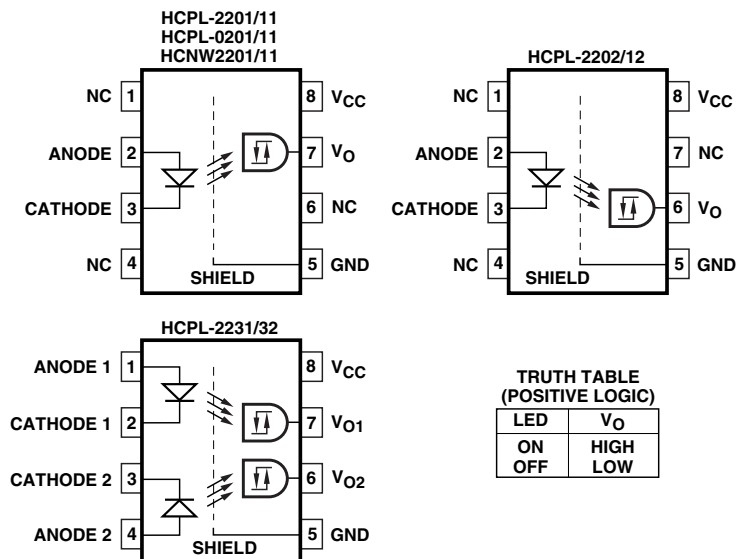 HCPL-2201/11
HCPL-0201/11
HCNW2201/11
NC 1
8 VCC
ANODE 2
7 VO
CATHODE 3
6 NC
NC 4
5 GND
SHIELD
HCPL-2202/12
NC 1
8 VCC
ANODE 2
7 NC
CATHODE 3
6 VO
NC 4
5 GND
SHIELD
HCPL-2231/32
ANODE 1 1
8 VCC
CATHODE 1 2
7 VO1
CATHODE 2 3
6 VO2
ANODE 2 4
5 GND
SHIELD
TRUTH TABLE
(POSITIVE LOGIC)
LED VO
ON HIGH
OFF LOW